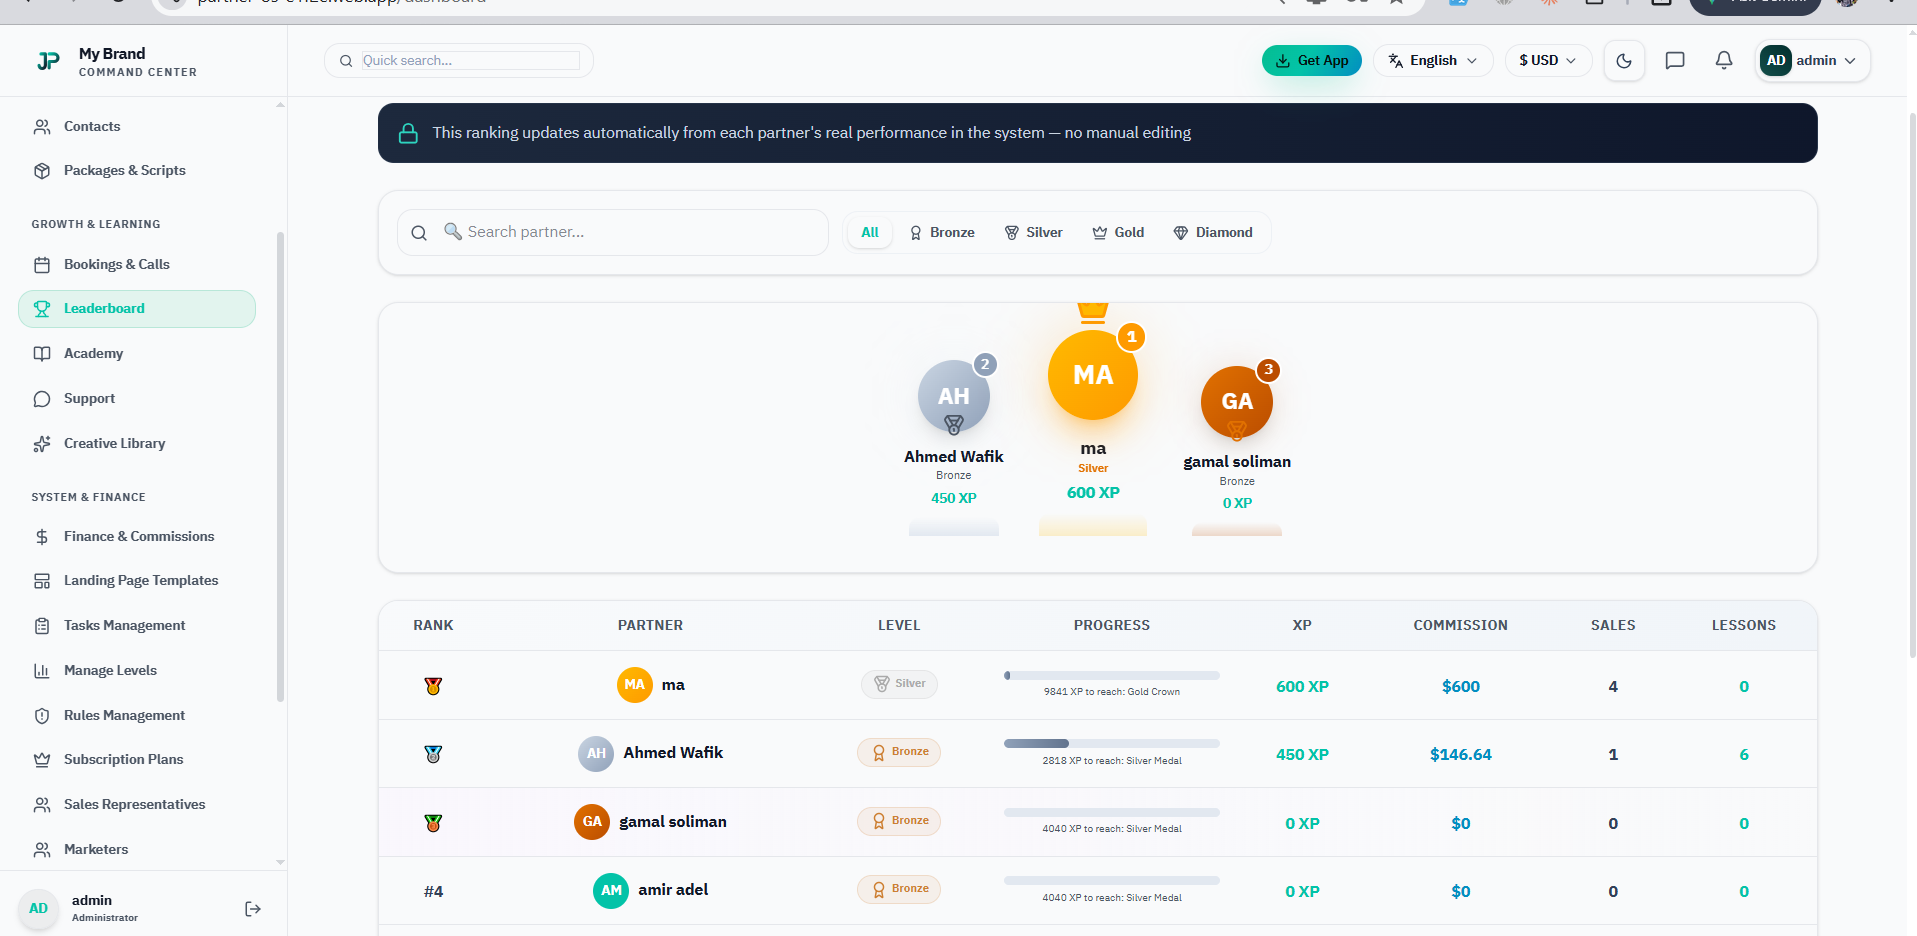 My Brand
COMMAND CENTER
Quick search...
Get App
English
$ USD
AD admin
Contacts
Packages & Scripts
GROWTH & LEARNING
Bookings & Calls
Leaderboard
Academy
Support
Creative Library
SYSTEM & FINANCE
Finance & Commissions
Landing Page Templates
Tasks Management
Manage Levels
Rules Management
Subscription Plans
Sales Representatives
Marketers
AD
admin
Administrator
This ranking updates automatically from each partner's real performance in the system — no manual editing
🔍 Search partner...
All Bronze Silver Gold Diamond
2
AH
Ahmed Wafik
Bronze
450 XP
1
MA
ma
Silver
600 XP
3
GA
gamal soliman
Bronze
0 XP
RANK PARTNER LEVEL PROGRESS XP COMMISSION SALES LESSONS
MA ma Silver 9841 XP to reach: Gold Crown 600 XP $600 4 0
AH Ahmed Wafik Bronze 2818 XP to reach: Silver Medal 450 XP $146.64 1 6
GA gamal soliman Bronze 4040 XP to reach: Silver Medal 0 XP $0 0 0
#4 AM amir adel Bronze 4040 XP to reach: Silver Medal 0 XP $0 0 0